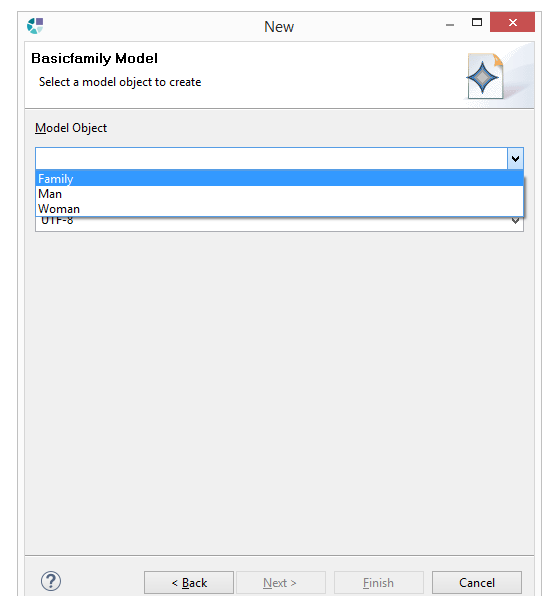 New
Basicfamily Model
Select a model object to create
Model Object
Family
Man
Woman
UTF-8
?
< Back Next > Finish Cancel